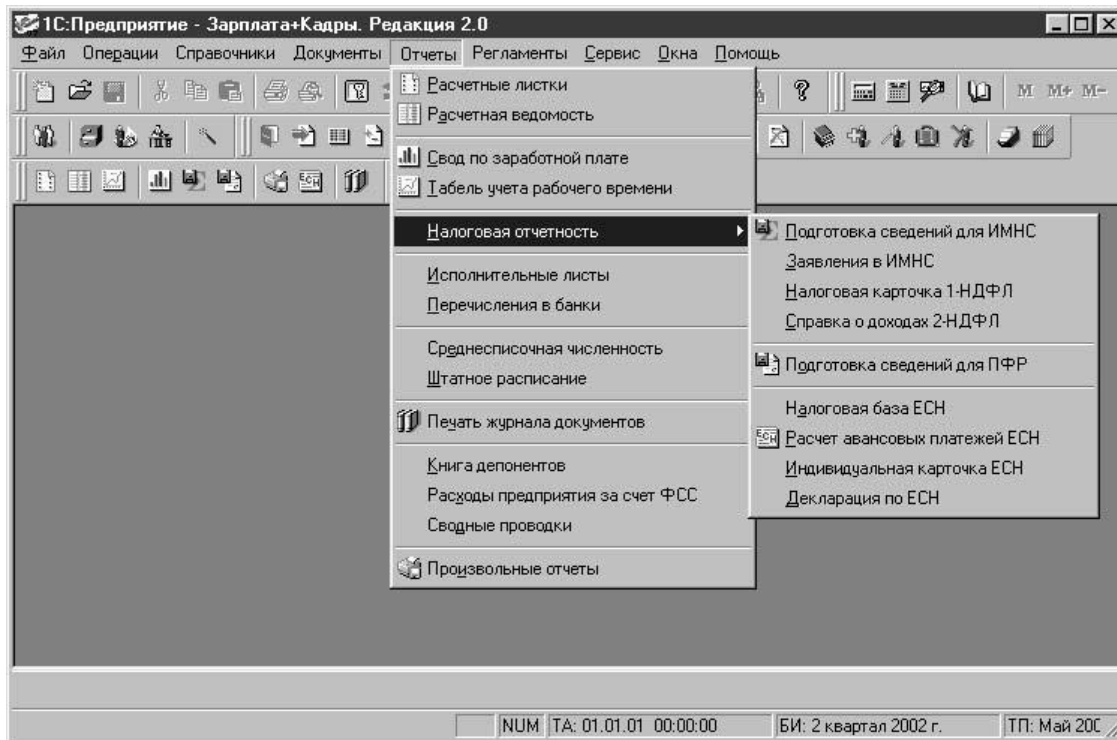 1С:Предприятие - Зарплата+Кадры. Редакция 2.0
Файл Операции Справочники Документы Отчеты Регламенты Сервис Окна Помощь
M M+ M-
Расчетные листки
Расчетная ведомость
Свод по заработной плате
Табель учета рабочего времени
Налоговая отчетность
Исполнительные листы
Перечисления в банки
Среднесписочная численность
Штатное расписание
Печать журнала документов
Книга депонентов
Расходы предприятия за счет ФСС
Сводные проводки
Произвольные отчеты
Подготовка сведений для ИМНС
Заявления в ИМНС
Налоговая карточка 1-НДФЛ
Справка о доходах 2-НДФЛ
Подготовка сведений для ПФР
Налоговая база ЕСН
Расчет авансовых платежей ЕСН
Индивидуальная карточка ЕСН
Декларация по ЕСН
NUM TA: 01.01.01 00:00:00 БИ: 2 квартал 2002 г. ТП: Май 200